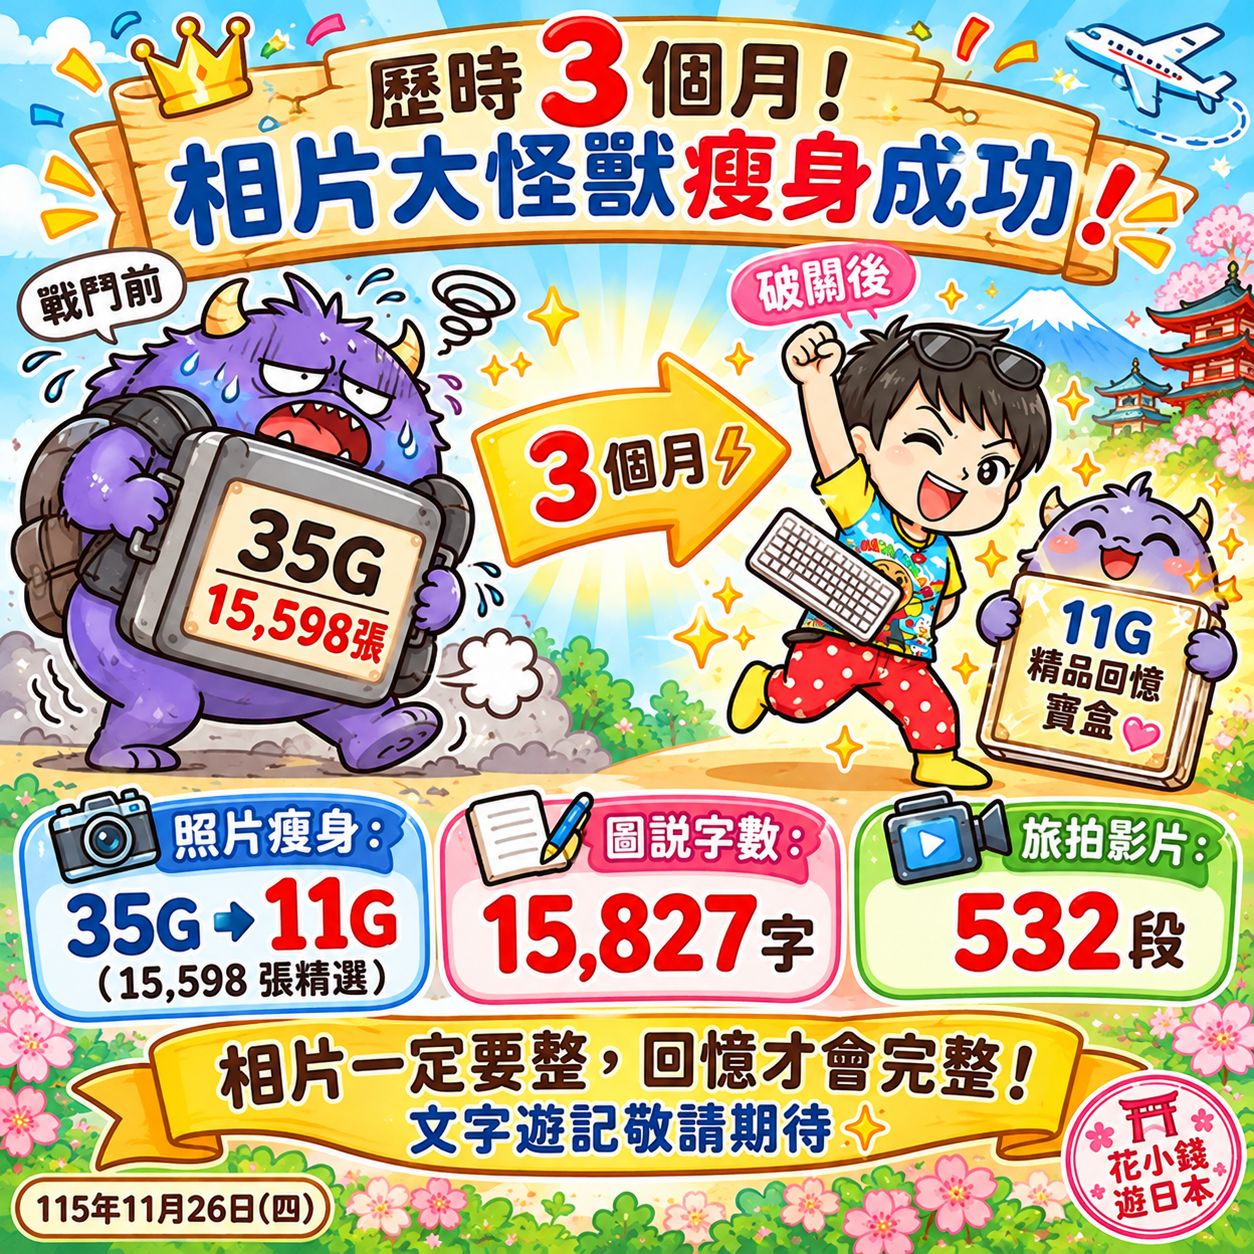 歷時3個月！
相片大怪獸瘦身成功！
戰鬥前
破關後
3個月
35G
15,598張
11G
精品回憶
寶盒
照片瘦身：
35G→11G
（15,598 張精選）
圖説字數：
15,827字
旅拍影片：
532段
相片一定要整，回憶才會完整！
文字遊記敬請期待
115年11月26日(四)
花小錢
遊日本